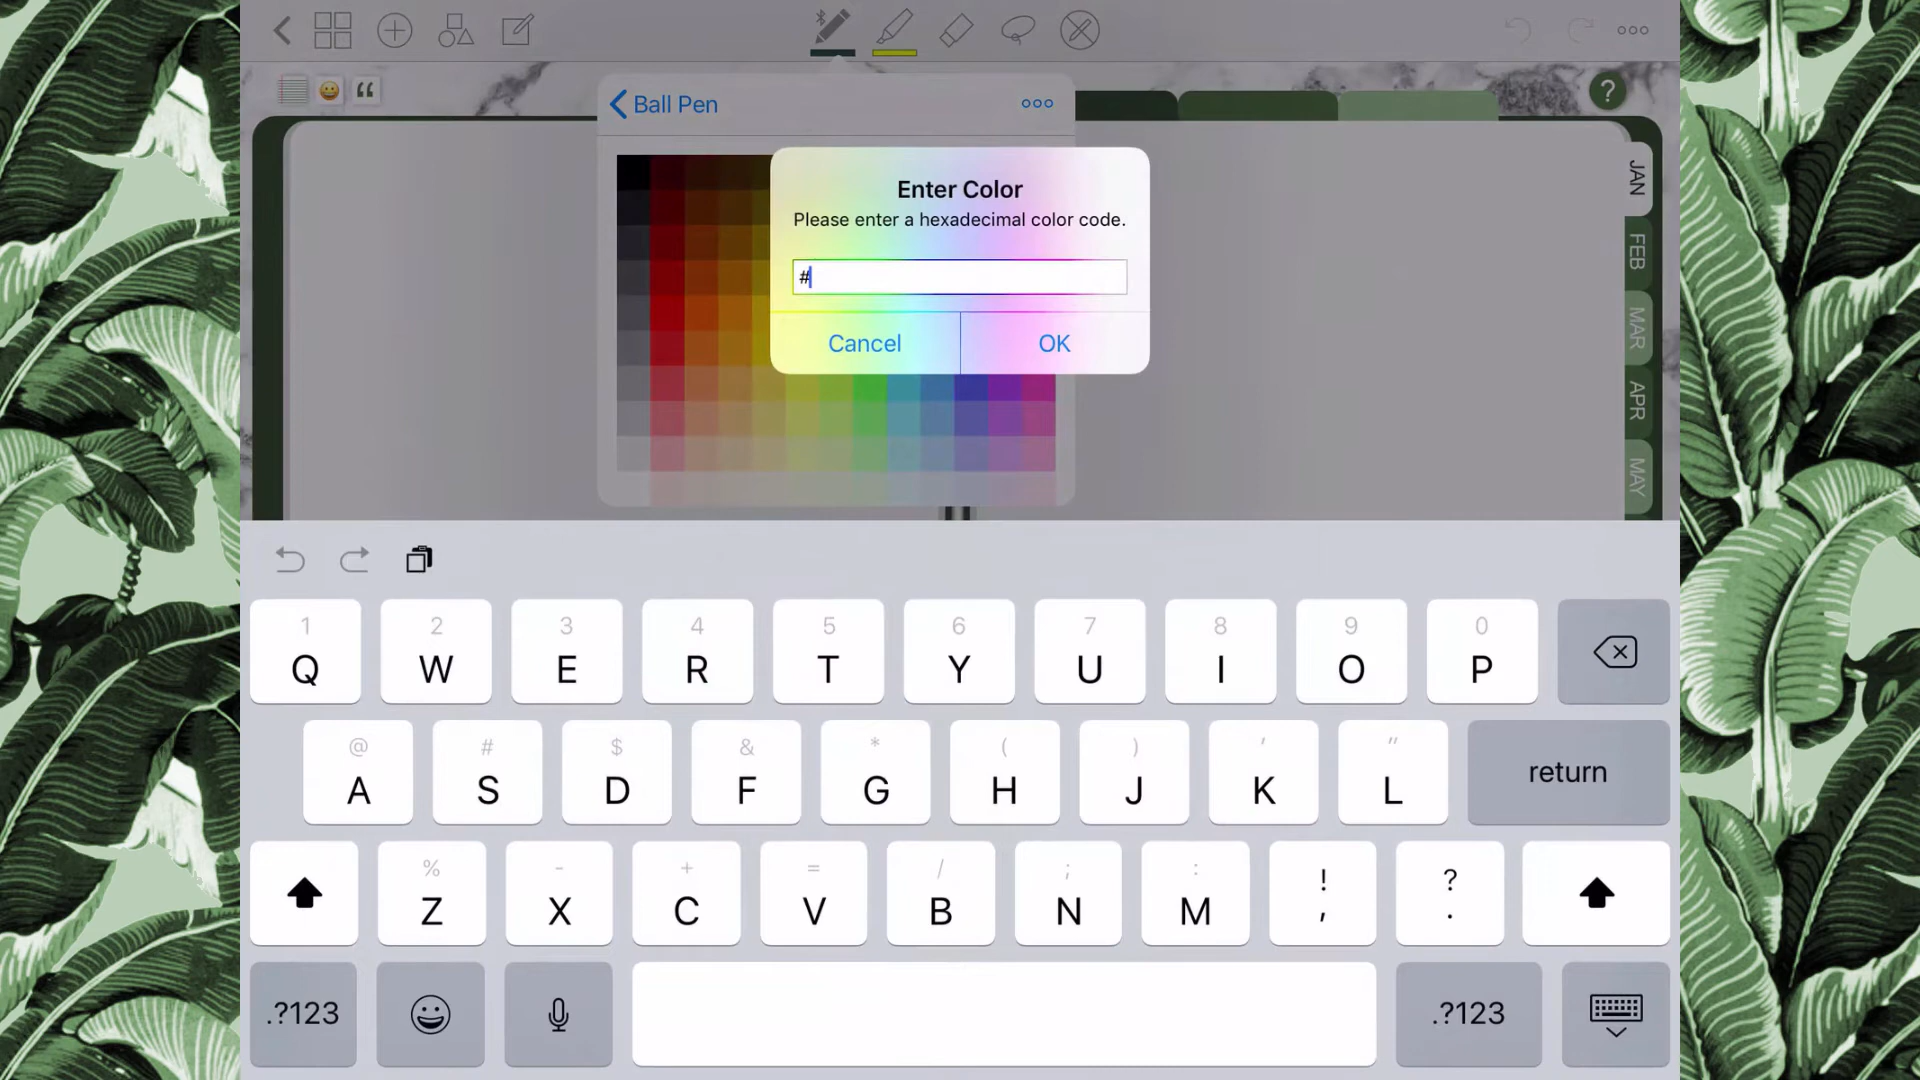 Ball Pen
?
Enter Color
Please enter a hexadecimal color code.
#
Cancel
OK
JAN
FEB
MAR
APR
MAY
1 2 3 4 5 6 7 8 9 0
Q W E R T Y U I O P
@ # $ & * ( ) ' "
A S D F G H J K L return
% - + = / ; : ! ?
Z X C V B N M , .
.?123 .?123